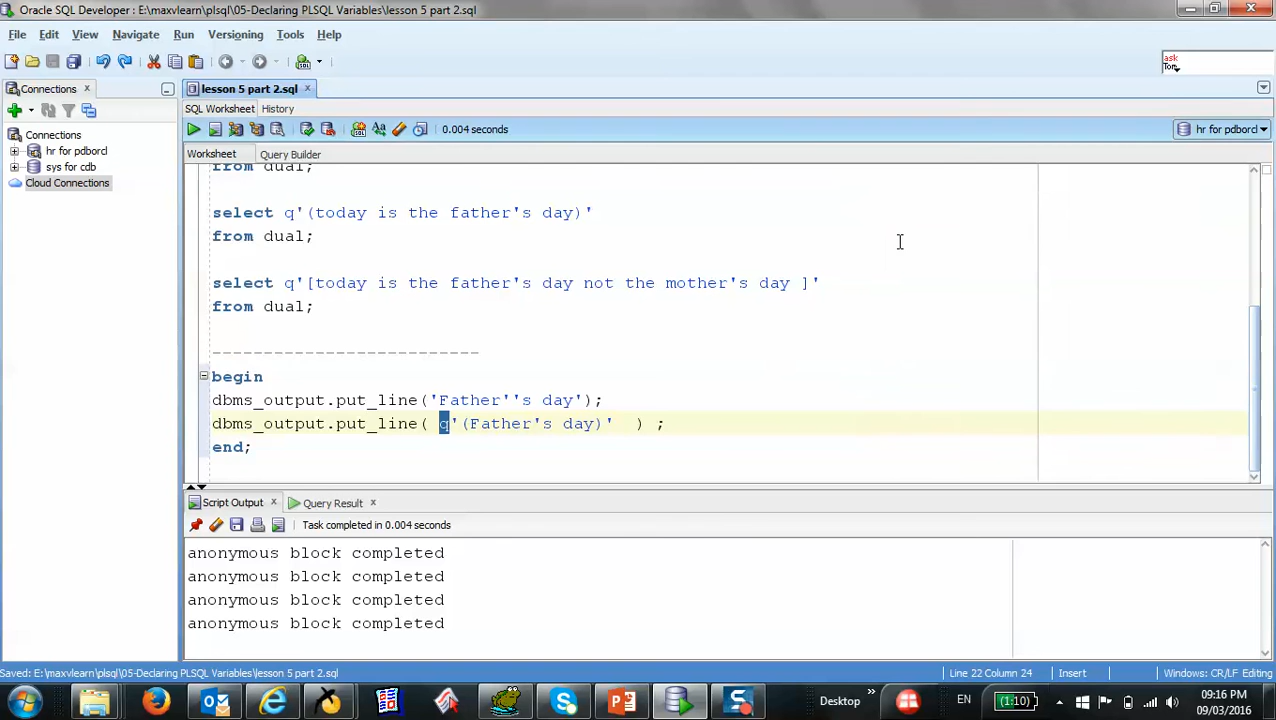 Oracle SQL Developer : E:\maxvlearn\plsql\05-Declaring PLSQL Variables\lesson 5 part 2.sql
File Edit View Navigate Run Versioning Tools Help
ask
Tom
Connections
lesson 5 part 2.sql
SQL Worksheet History
0.004 seconds
hr for pdborcl
Connections
hr for pdborcl
sys for cdb
Cloud Connections
Worksheet Query Builder
from dual;
select q'(today is the father's day)'
from dual;
select q'[today is the father's day not the mother's day ]'
from dual;
--------------------------
begin
dbms_output.put_line('Father''s day');
dbms_output.put_line( q'(Father's day)' ) ;
end;
Script Output Query Result
Task completed in 0.004 seconds
anonymous block completed
anonymous block completed
anonymous block completed
anonymous block completed
Saved: E:\maxvlearn\plsql\05-Declaring PLSQL Variables\lesson 5 part 2.sql
Line 22 Column 24 Insert Windows: CR/LF Editing
Desktop » EN (1:10) 09:16 PM
09/03/2016